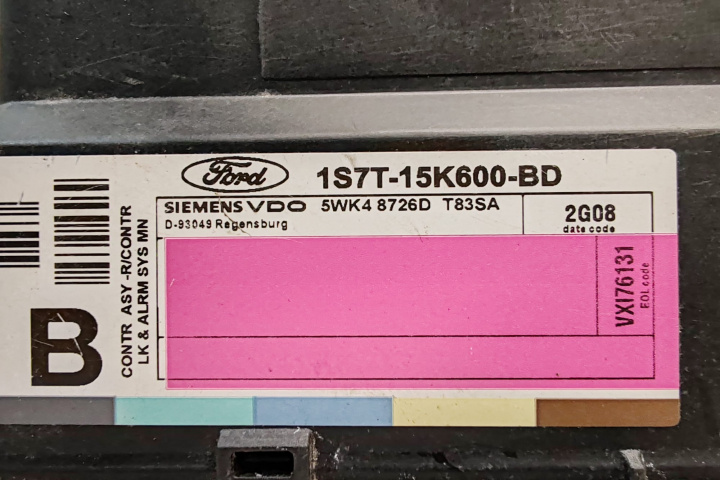 Ford 1S7T-15K600-BD
SIEMENS VDO 5WK4 8726D T83SA
D-93049 Regensburg
2G08
date code
VXI76131
EOL code
CONTR ASY -R/CONTR
LK & ALRM SYS MN
B